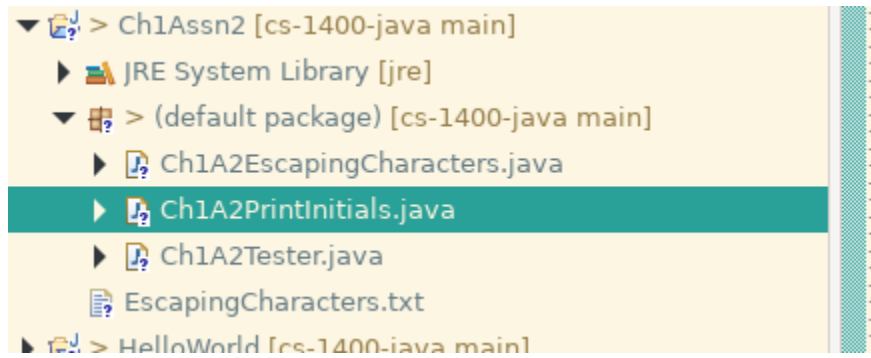 > Ch1Assn2 [cs-1400-java main]
JRE System Library [jre]
> (default package) [cs-1400-java main]
Ch1A2EscapingCharacters.java
Ch1A2PrintInitials.java
Ch1A2Tester.java
EscapingCharacters.txt
> HelloWorld [cs-1400-java main]